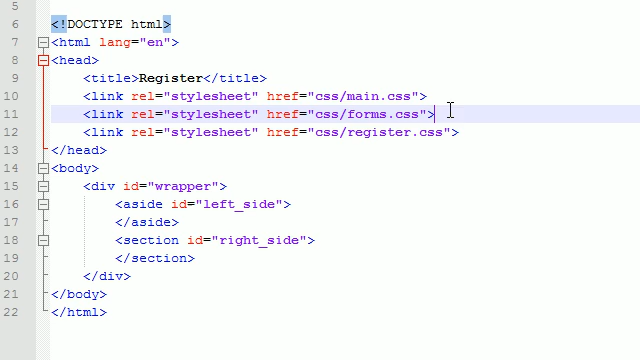 5
6 <!DOCTYPE html>
7 <html lang="en">
8 <head>
9 <title>Register</title>
10 <link rel="stylesheet" href="css/main.css">
11 <link rel="stylesheet" href="css/forms.css">
12 <link rel="stylesheet" href="css/register.css">
13 </head>
14 <body>
15 <div id="wrapper">
16 <aside id="left_side">
17 </aside>
18 <section id="right_side">
19 </section>
20 </div>
21 </body>
22 </html>